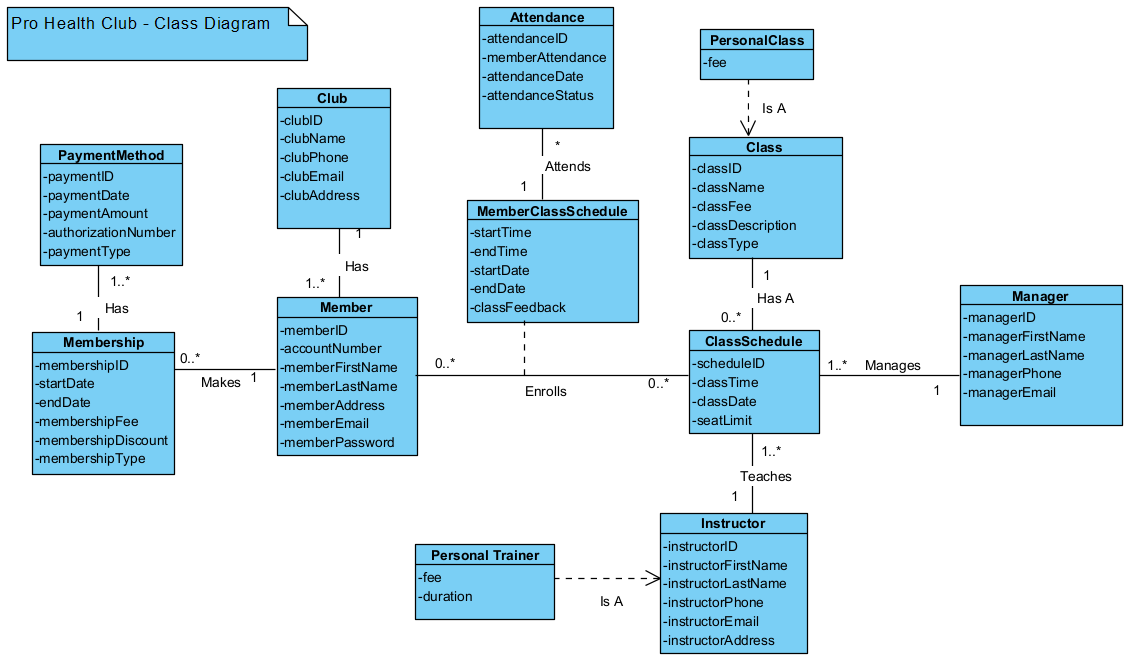 Pro Health Club - Class Diagram
Attendance
-attendanceID
-memberAttendance
-attendanceDate
-attendanceStatus
PersonalClass
-fee
Is A
Club
-clubID
-clubName
-clubPhone
-clubEmail
-clubAddress
1
Has
1..*
PaymentMethod
-paymentID
-paymentDate
-paymentAmount
-authorizationNumber
-paymentType
1..*
Has
1
*
Attends
1
MemberClassSchedule
-startTime
-endTime
-startDate
-endDate
-classFeedback
Class
-classID
-className
-classFee
-classDescription
-classType
1
Has A
0..*
Membership
-membershipID
-startDate
-endDate
-membershipFee
-membershipDiscount
-membershipType
0..*
Makes
1
Member
-memberID
-accountNumber
-memberFirstName
-memberLastName
-memberAddress
-memberEmail
-memberPassword
0..*
Enrolls
0..*
ClassSchedule
-scheduleID
-classTime
-classDate
-seatLimit
1..*
Manages
1
Manager
-managerID
-managerFirstName
-managerLastName
-managerPhone
-managerEmail
1..*
Teaches
1
Instructor
-instructorID
-instructorFirstName
-instructorLastName
-instructorPhone
-instructorEmail
-instructorAddress
Personal Trainer
-fee
-duration
Is A